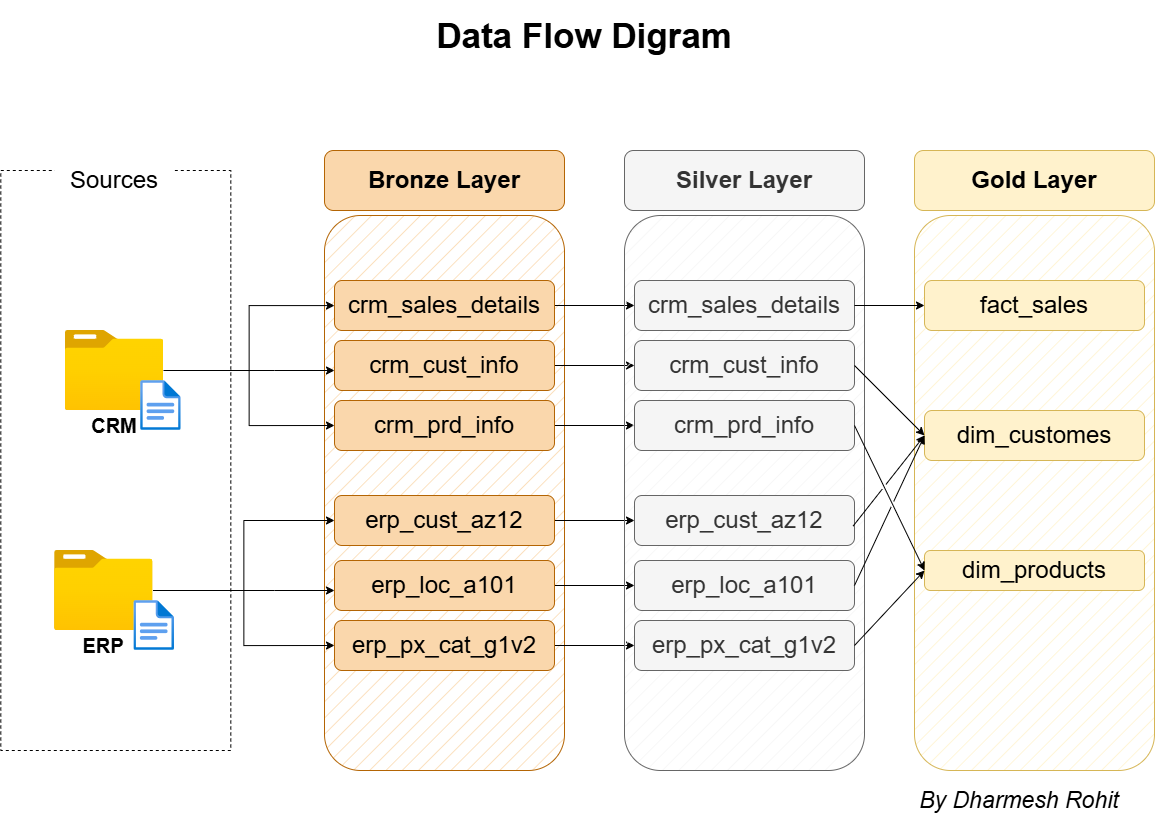 Data Flow Digram
Sources
Bronze Layer
Silver Layer
Gold Layer
crm_sales_details
crm_sales_details
fact_sales
crm_cust_info
crm_cust_info
crm_prd_info
crm_prd_info
dim_customes
CRM
erp_cust_az12
erp_cust_az12
erp_loc_a101
erp_loc_a101
dim_products
erp_px_cat_g1v2
erp_px_cat_g1v2
ERP
By Dharmesh Rohit